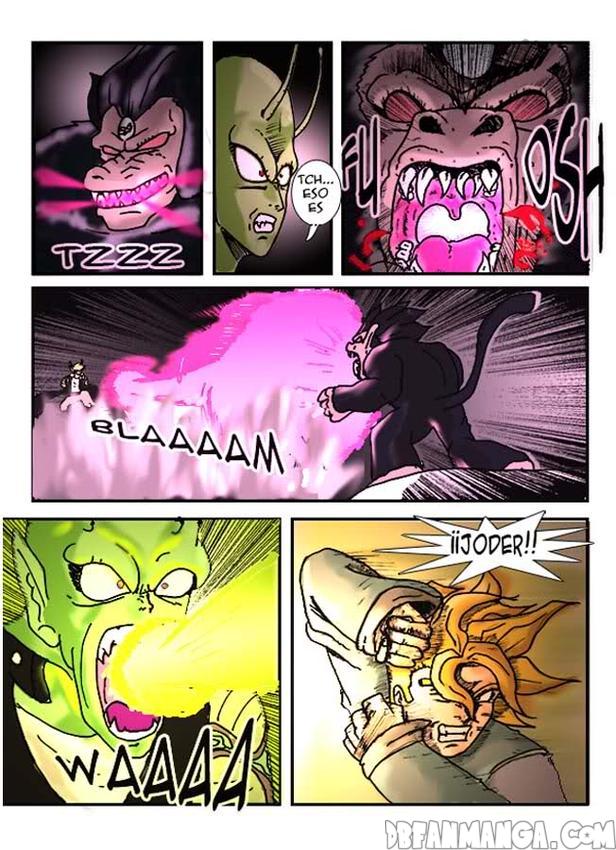 TZZZ
TCH...
ESO
ES
FU
OSH
BLAAAAM
WAAAA
¡¡JODER!!
DBFANMANGA.COM